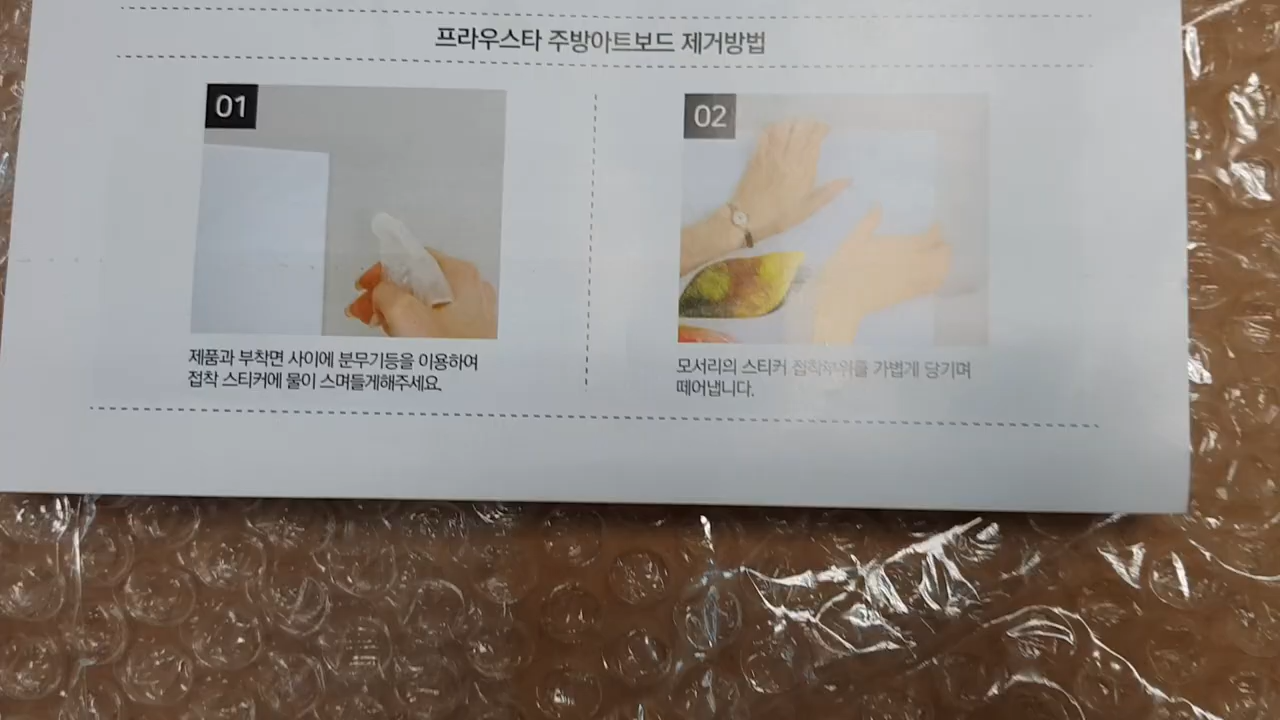 프라우스타 주방아트보드 제거방법
01
제품과 부착면 사이에 분무기등을 이용하여
접착 스티커에 물이 스며들게해주세요.
02
모서리의 스티커 접착부위를 가볍게 당기며
떼어냅니다.